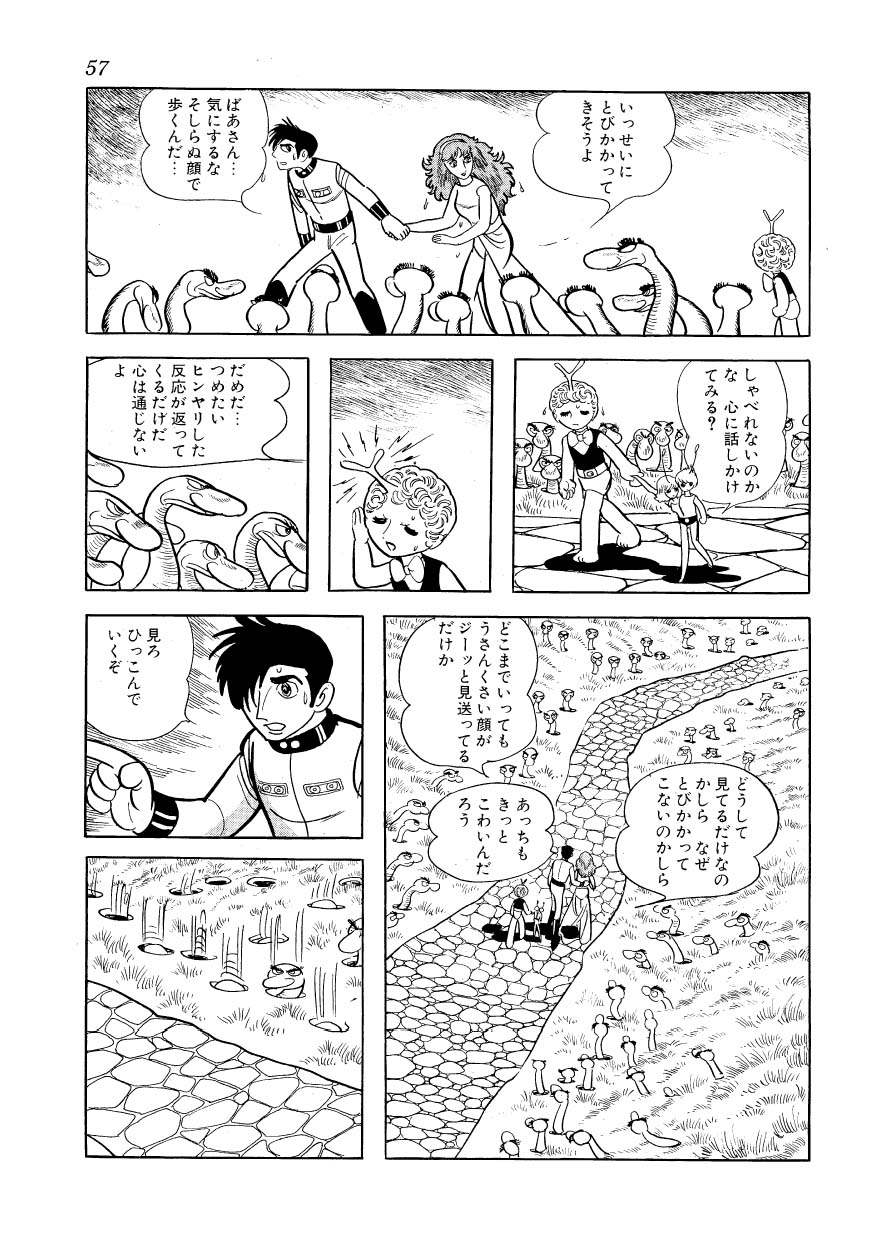 57
いっせいに
とびかかって
きそうよ
ばあさん…
気にするな
そしらぬ顔で
歩くんだ…
しゃべれないのか
な　心に話しかけ
てみる?
だめだ…
つめたい
ヒンヤリした
反応が返って
くるだけだ
心は通じない
よ
どうして
見てるだけなの
かしら　なぜ
とびかかって
こないのかしら
どこまでいっても
うさんくさい顔が
ジーッと見送ってる
だけか
あっちも
きっと
こわいんだ
ろう
見ろ
ひっこんで
いくぞ